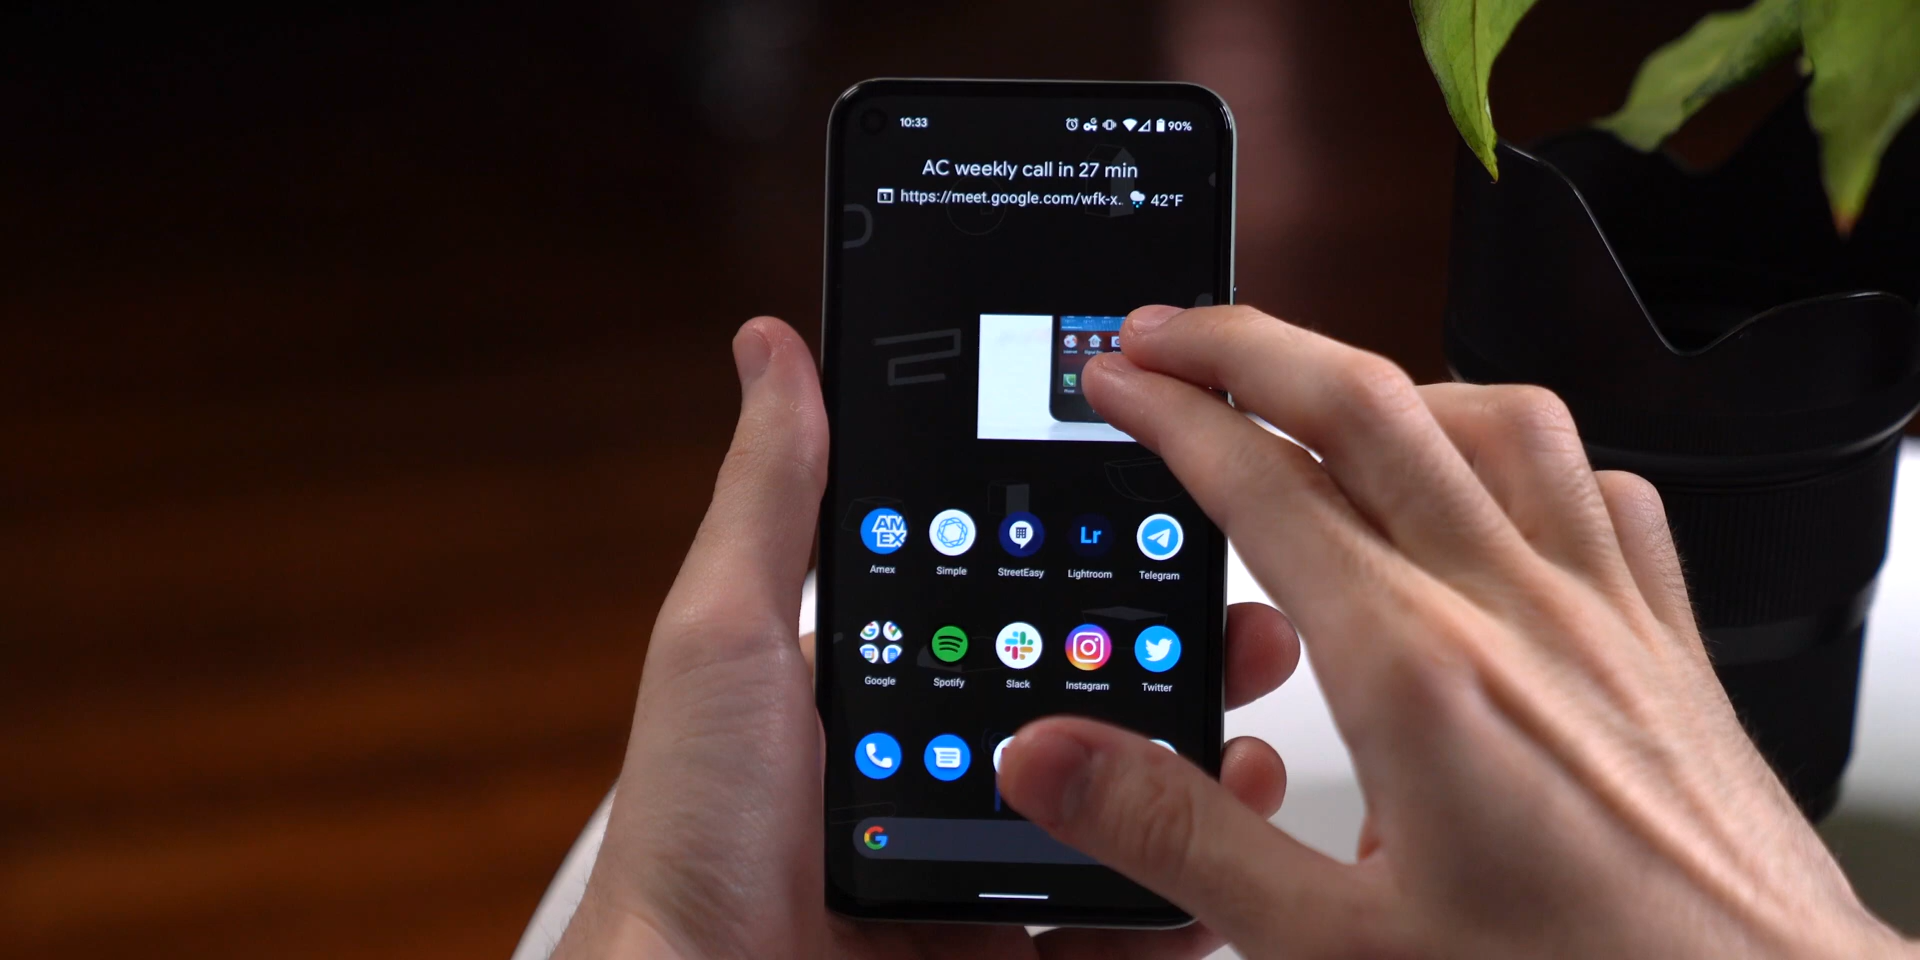 10:33
90%
AC weekly call in 27 min
https://meet.google.com/wfk-x..
42°F
AM
EX
Lr
Amex
Simple
StreetEasy
Lightroom
Telegram
Google
Spotify
Slack
Instagram
Twitter
G